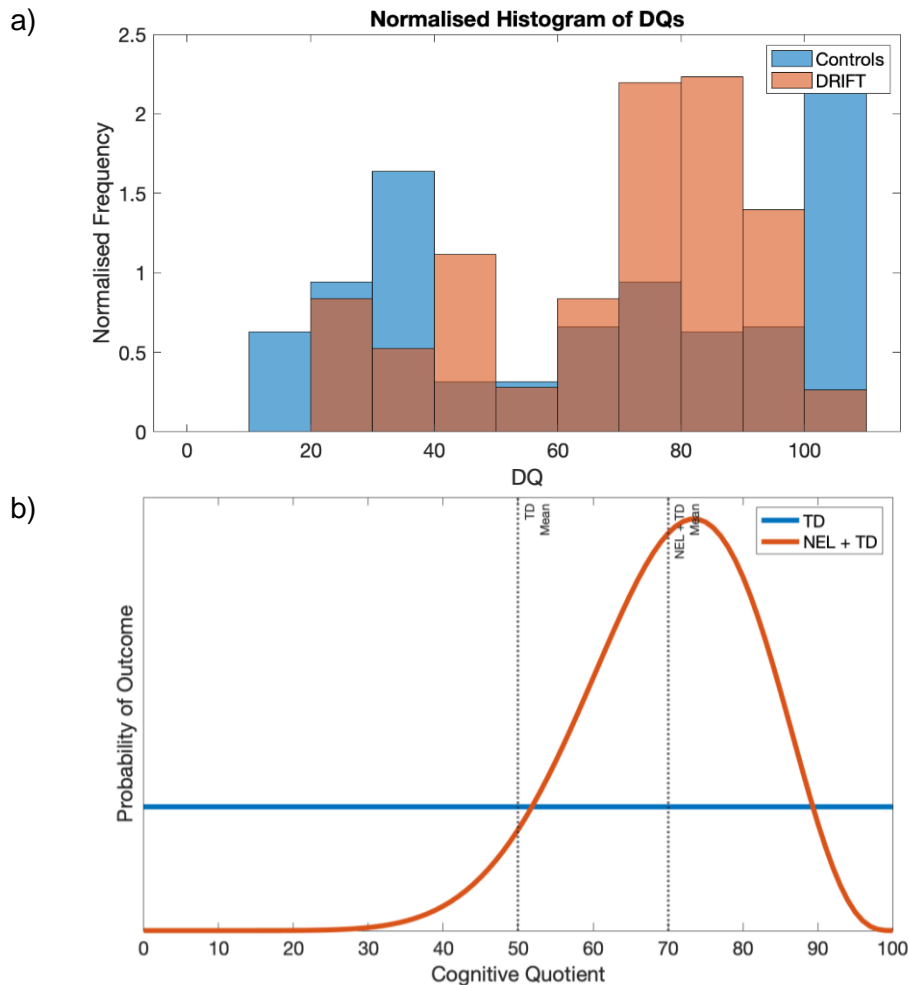 a)
Normalised Histogram of DQs
2.5
2
1.5
1
0.5
0
Normalised Frequency
Controls
DRIFT
0 20 40 60 80 100
DQ
b)
TD
Mean
NEL + TD
Mean
TD
NEL + TD
Probability of Outcome
0 10 20 30 40 50 60 70 80 90 100
Cognitive Quotient